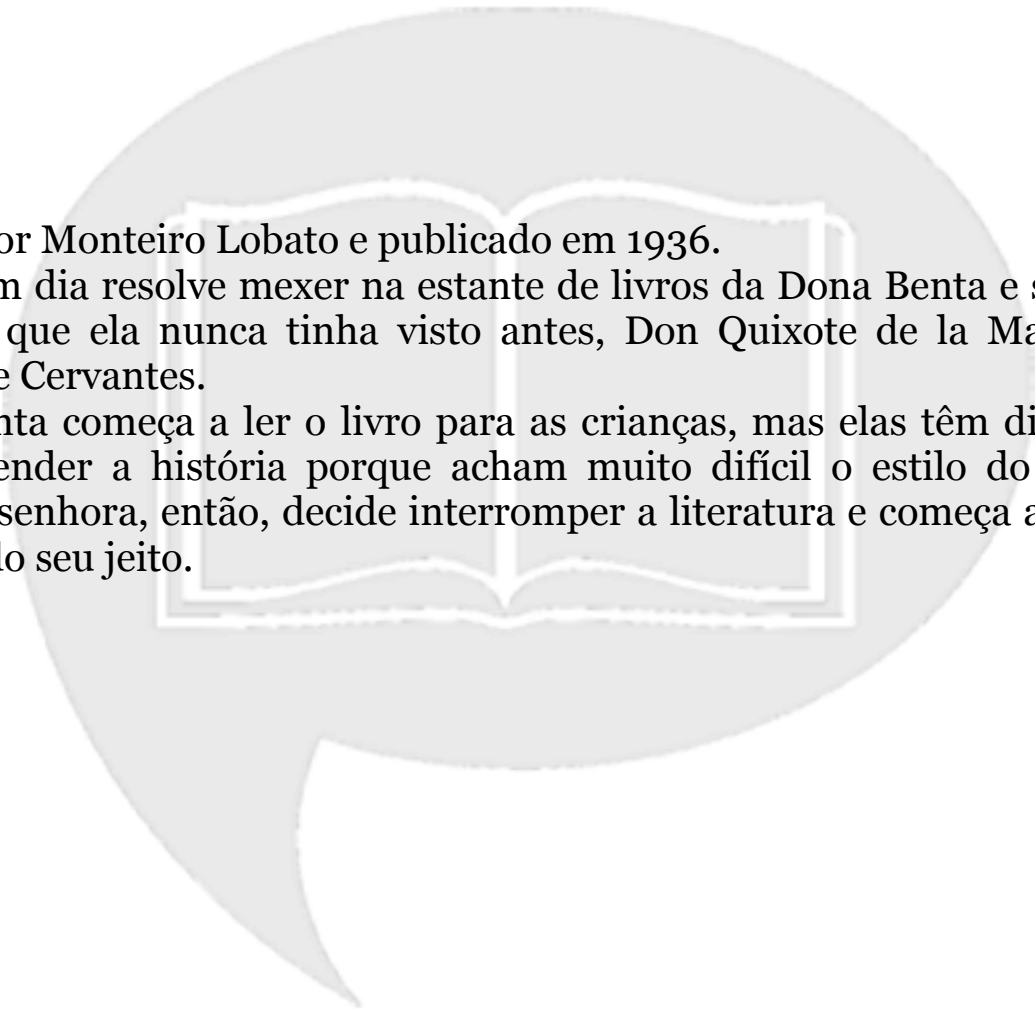 or Monteiro Lobato e publicado em 1936.
m dia resolve mexer na estante de livros da Dona Benta e s
que ela nunca tinha visto antes, Don Quixote de la Ma
e Cervantes.
nta começa a ler o livro para as crianças, mas elas têm di
ender a história porque acham muito difícil o estilo do
senhora, então, decide interromper a literatura e começa a
lo seu jeito.